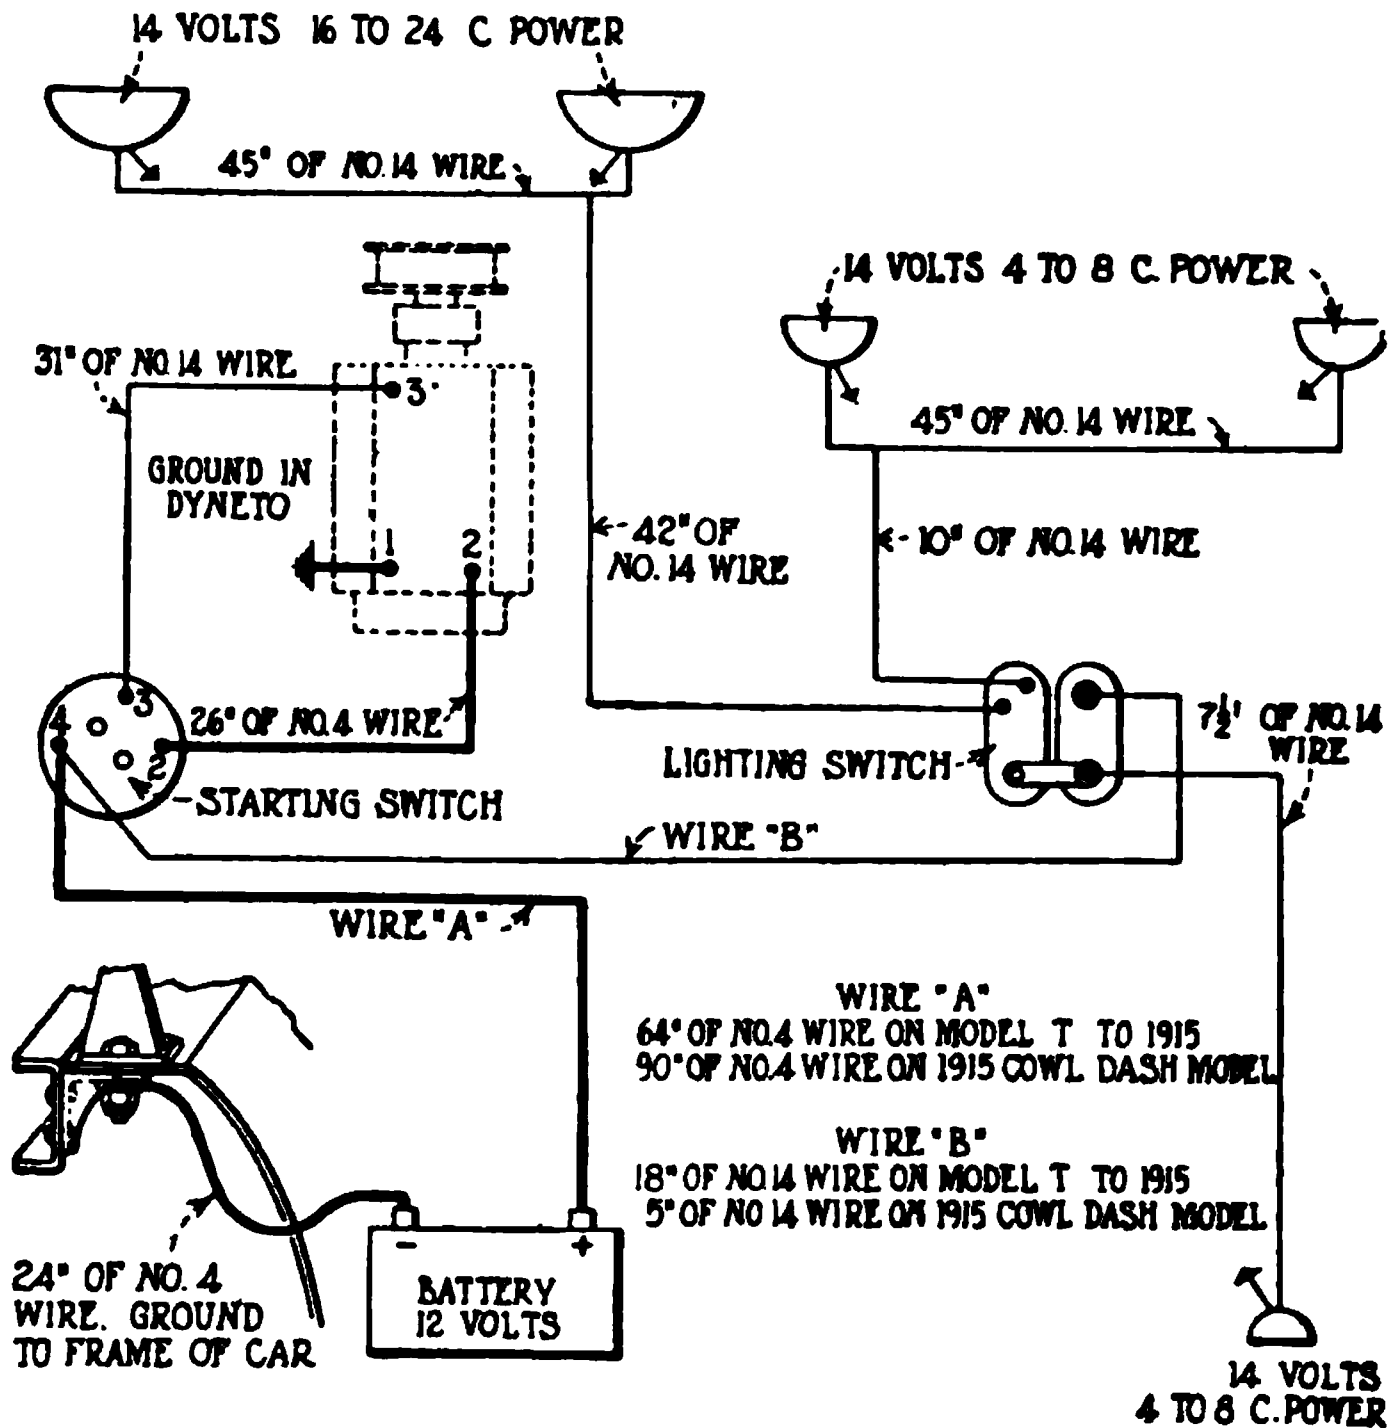 14 VOLTS 16 TO 24 C POWER
45" OF NO. 14 WIRE
14 VOLTS 4 TO 8 C. POWER
31" OF NO. 14 WIRE
3
45" OF NO. 14 WIRE
GROUND IN
DYNETO
1
2
42" OF
NO. 14 WIRE
10" OF NO. 14 WIRE
3
4
2
26" OF NO. 4 WIRE
7½' OF NO. 14
WIRE
LIGHTING SWITCH
STARTING SWITCH
WIRE "B"
WIRE "A"
WIRE "A"
64" OF NO. 4 WIRE ON MODEL T TO 1915
90" OF NO. 4 WIRE ON 1915 COWL DASH MODEL
WIRE "B"
18" OF NO. 14 WIRE ON MODEL T TO 1915
5" OF NO 14 WIRE ON 1915 COWL DASH MODEL
24" OF NO. 4
WIRE. GROUND
TO FRAME OF CAR
- +
BATTERY
12 VOLTS
14 VOLTS
4 TO 8 C. POWER